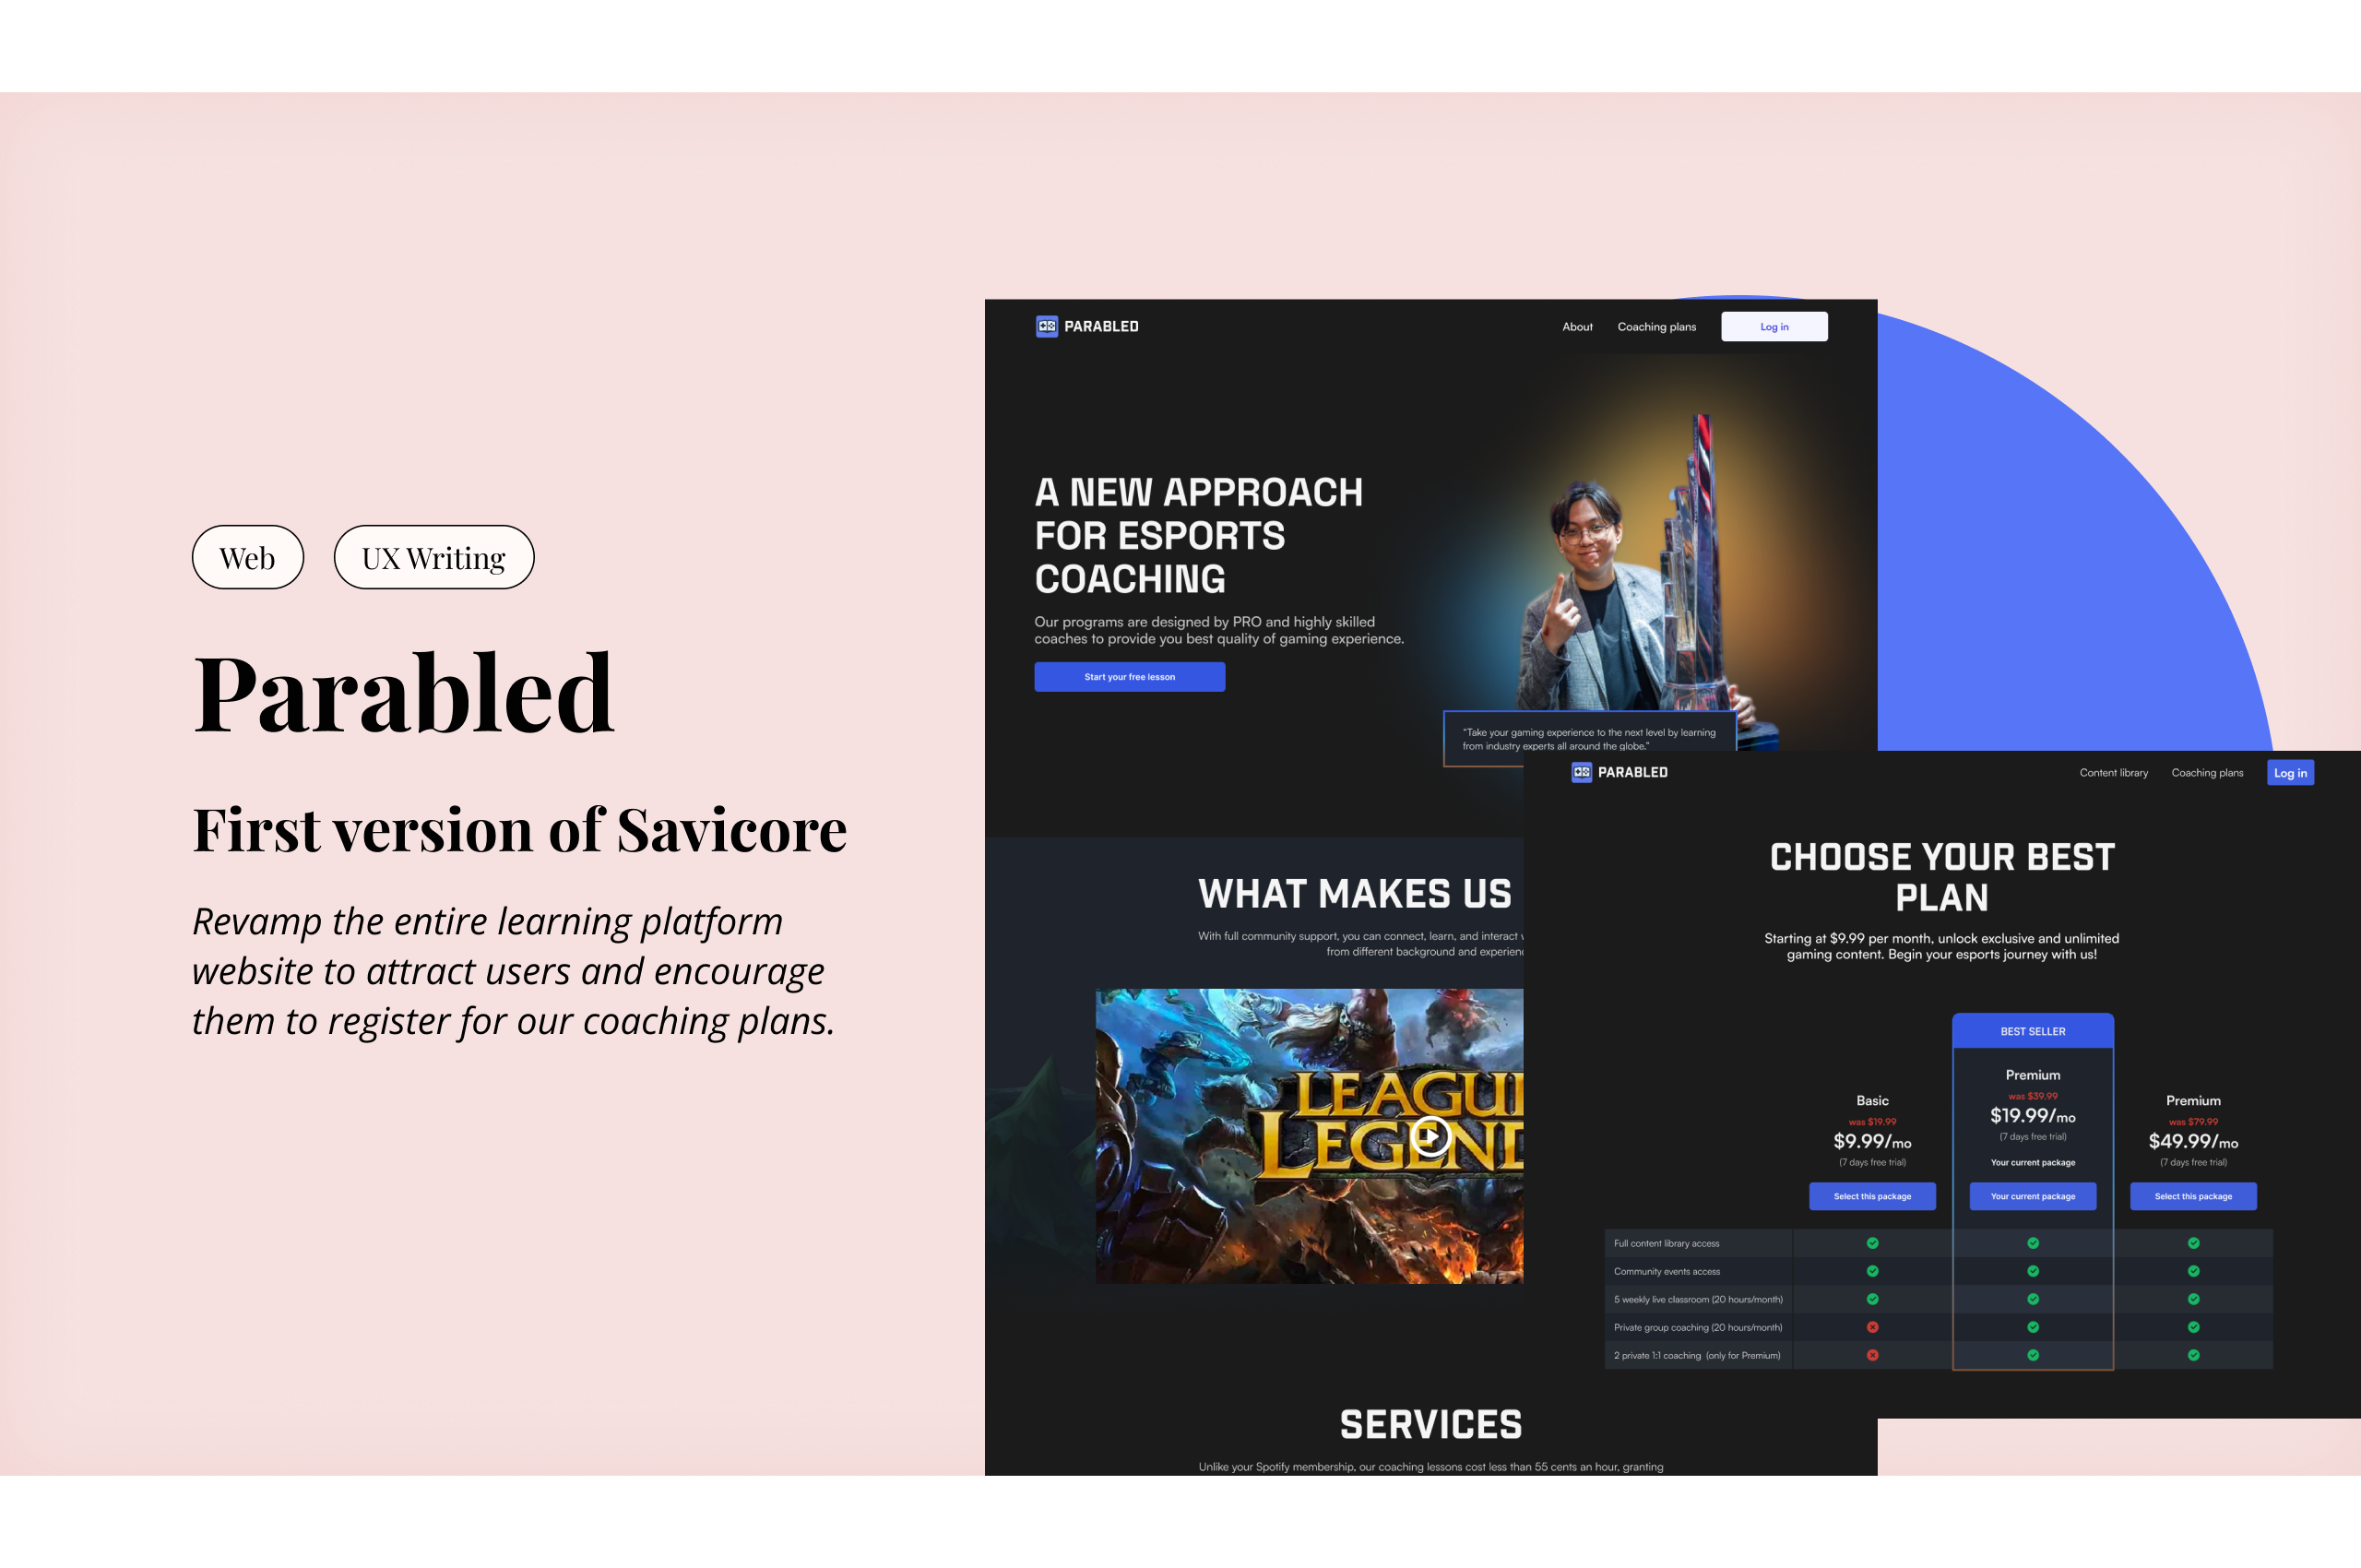 Web
UX Writing
Parabled
First version of Savicore
Revamp the entire learning platform
website to attract users and encourage
them to register for our coaching plans.
PARABLED
About
Coaching plans
Log in
A NEW APPROACH
FOR ESPORTS
COACHING
Our programs are designed by PRO and highly skilled
coaches to provide you best quality of gaming experience.
Start your free lesson
“Take your gaming experience to the next level by learning
from industry experts all around the globe.”
WHAT MAKES US
With full community support, you can connect, learn, and interact
from different background and
LEAGU
LEGEN
SERVICES
Unlike your Spotify membership, our coaching lessons cost less than 55 cents an hour, granting
PARABLED
Content library
Coaching plans
Log in
CHOOSE YOUR BEST
PLAN
Starting at $9.99 per month, unlock exclusive and unlimited
gaming content. Begin your esports journey with us!
BEST SELLER
Basic
was $19.99
$9.99/mo
(7 days free trial)
Select this package
Premium
was $39.99
$19.99/mo
(7 days free trial)
Your current package
Your current package
Premium
was $79.99
$49.99/mo
(7 days free trial)
Select this package
Full content library access
Community events access
5 weekly live classroom (20 hours/month)
Private group coaching (20 hours/month)
2 private 1:1 coaching (only for Premium)